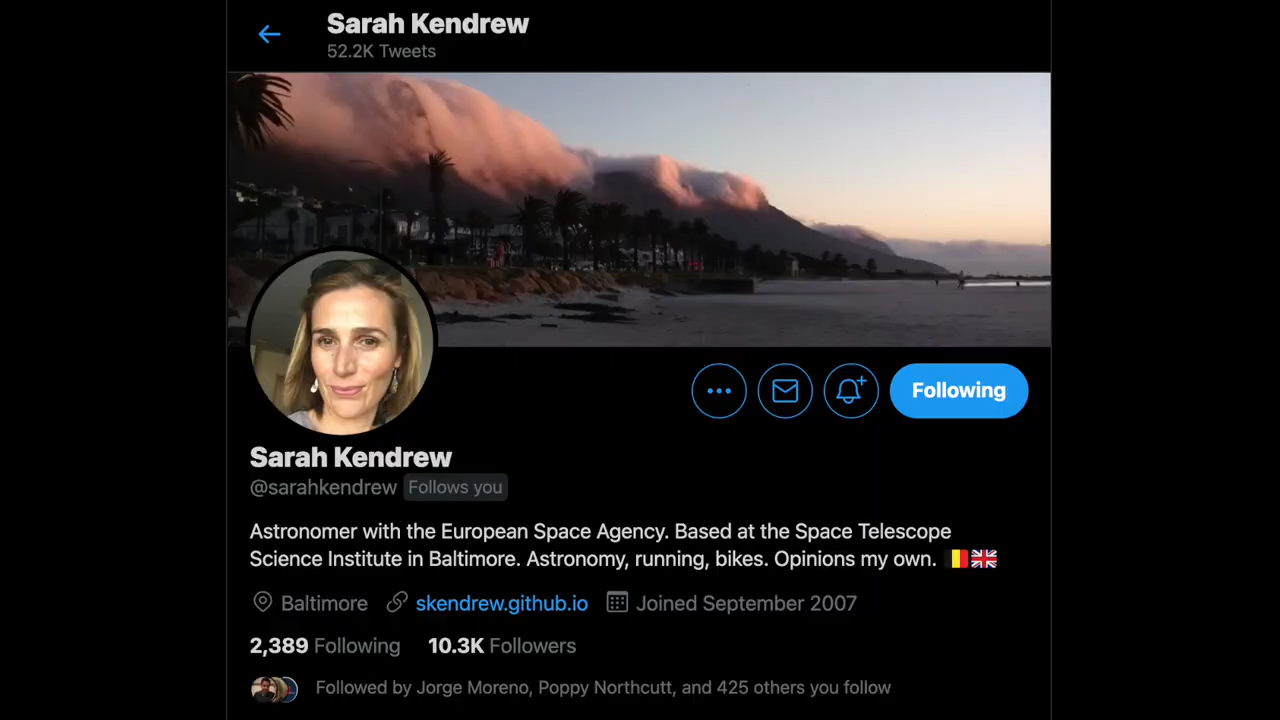 Sarah Kendrew
52.2K Tweets
Following
Sarah Kendrew
@sarahkendrew Follows you
Astronomer with the European Space Agency. Based at the Space Telescope
Science Institute in Baltimore. Astronomy, running, bikes. Opinions my own. 🇧🇪🇬🇧
Baltimore skendrew.github.io Joined September 2007
2,389 Following 10.3K Followers
Followed by Jorge Moreno, Poppy Northcutt, and 425 others you follow